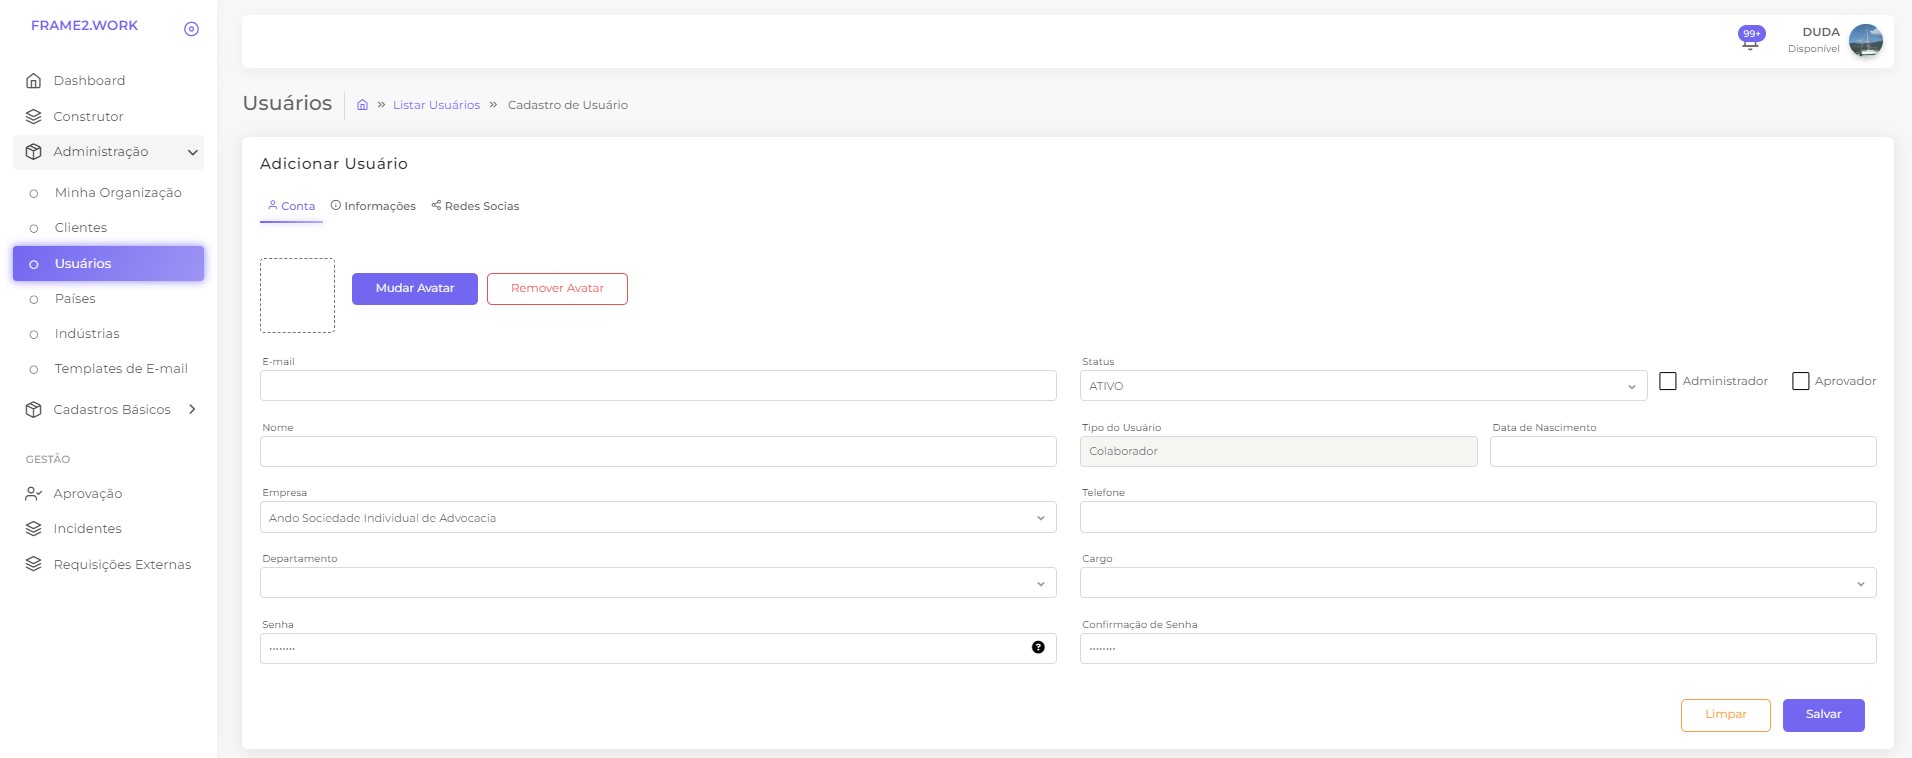 FRAME2.WORK
Dashboard
Construtor
Administração
Minha Organização
Clientes
Usuários
Países
Indústrias
Templates de E-mail
Cadastros Básicos
GESTÃO
Aprovação
Incidentes
Requisições Externas
99+
DUDA
Disponível
Usuários » Listar Usuários » Cadastro de Usuário
Adicionar Usuário
Conta Informações Redes Socias
Mudar Avatar Remover Avatar
E-mail Status
ATIVO Administrador Aprovador
Nome Tipo do Usuário Data de Nascimento
Colaborador
Empresa Telefone
Ando Sociedade Individual de Advocacia
Departamento Cargo
Senha Confirmação de Senha
Limpar Salvar